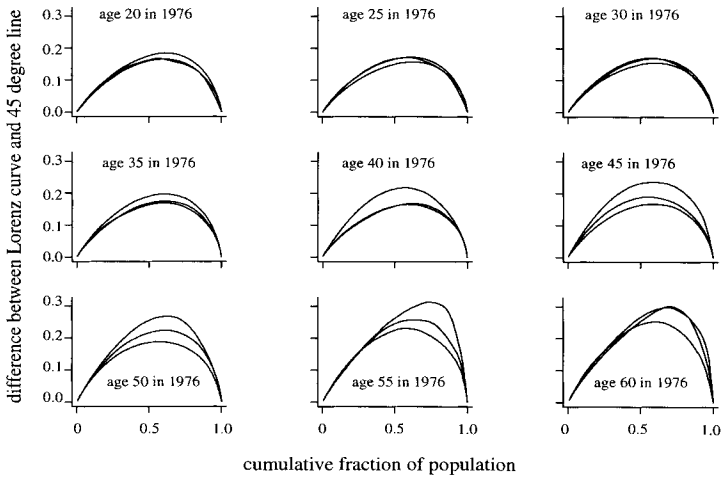 difference between Lorenz curve and 45 degree line
age 20 in 1976
age 25 in 1976
age 30 in 1976
0.3
0.2
0.1
0.0
age 35 in 1976
age 40 in 1976
age 45 in 1976
0.3
0.2
0.1
0.0
age 50 in 1976
age 55 in 1976
age 60 in 1976
0.3
0.2
0.1
0.0
0 0.5 1.0
0 0.5 1.0
0 0.5 1.0
cumulative fraction of population